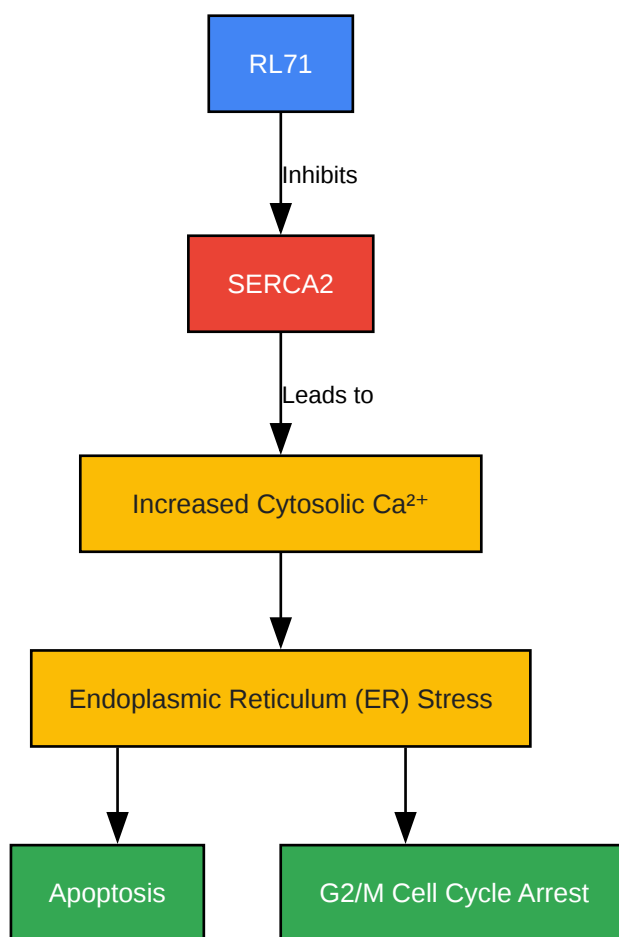 RL71
Inhibits
SERCA2
Leads to
Increased Cytosolic Ca²⁺
Endoplasmic Reticulum (ER) Stress
Apoptosis
G2/M Cell Cycle Arrest